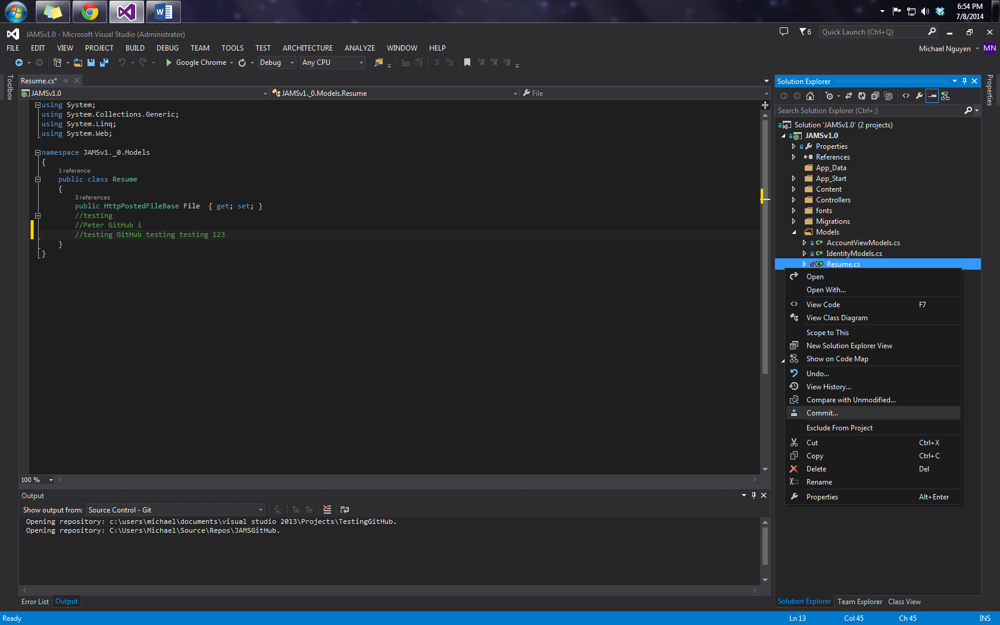 6:54 PM
7/8/2014
JAMSv1.0 - Microsoft Visual Studio (Administrator)
6
Quick Launch (Ctrl+Q)
FILE EDIT VIEW PROJECT BUILD DEBUG TEAM TOOLS TEST ARCHITECTURE ANALYZE WINDOW HELP
Michael Nguyen MN
Google Chrome Debug Any CPU
Toolbox
Resume.cs*
JAMSv1.0 JAMSv1._0.Models.Resume File
using System;
using System.Collections.Generic;
using System.Linq;
using System.Web;
namespace JAMSv1._0.Models
{
1 reference
public class Resume
{
3 references
public HttpPostedFileBase File { get; set; }
//testing
//Peter GitHub i
//testing GitHub testing testing 123
}
}
100 %
Output
Show output from: Source Control - Git
Opening repository: c:\users\michael\documents\visual studio 2013\Projects\TestingGitHub.
Opening repository: C:\Users\Michael\Source\Repos\JAMSGitHub.
Error List Output
Solution Explorer
Properties
Search Solution Explorer (Ctrl+;)
Solution 'JAMSv1.0' (2 projects)
JAMSv1.0
Properties
References
App_Data
App_Start
Content
Controllers
fonts
Migrations
Models
C# AccountViewModels.cs
C# IdentityModels.cs
C# Resume.cs
Open
Open With...
View Code F7
View Class Diagram
Scope to This
New Solution Explorer View
Show on Code Map
Undo...
View History...
Compare with Unmodified...
Commit...
Exclude From Project
Cut Ctrl+X
Copy Ctrl+C
Delete Del
Rename
Properties Alt+Enter
Solution Explorer Team Explorer Class View
Ready Ln 13 Col 45 Ch 45 INS